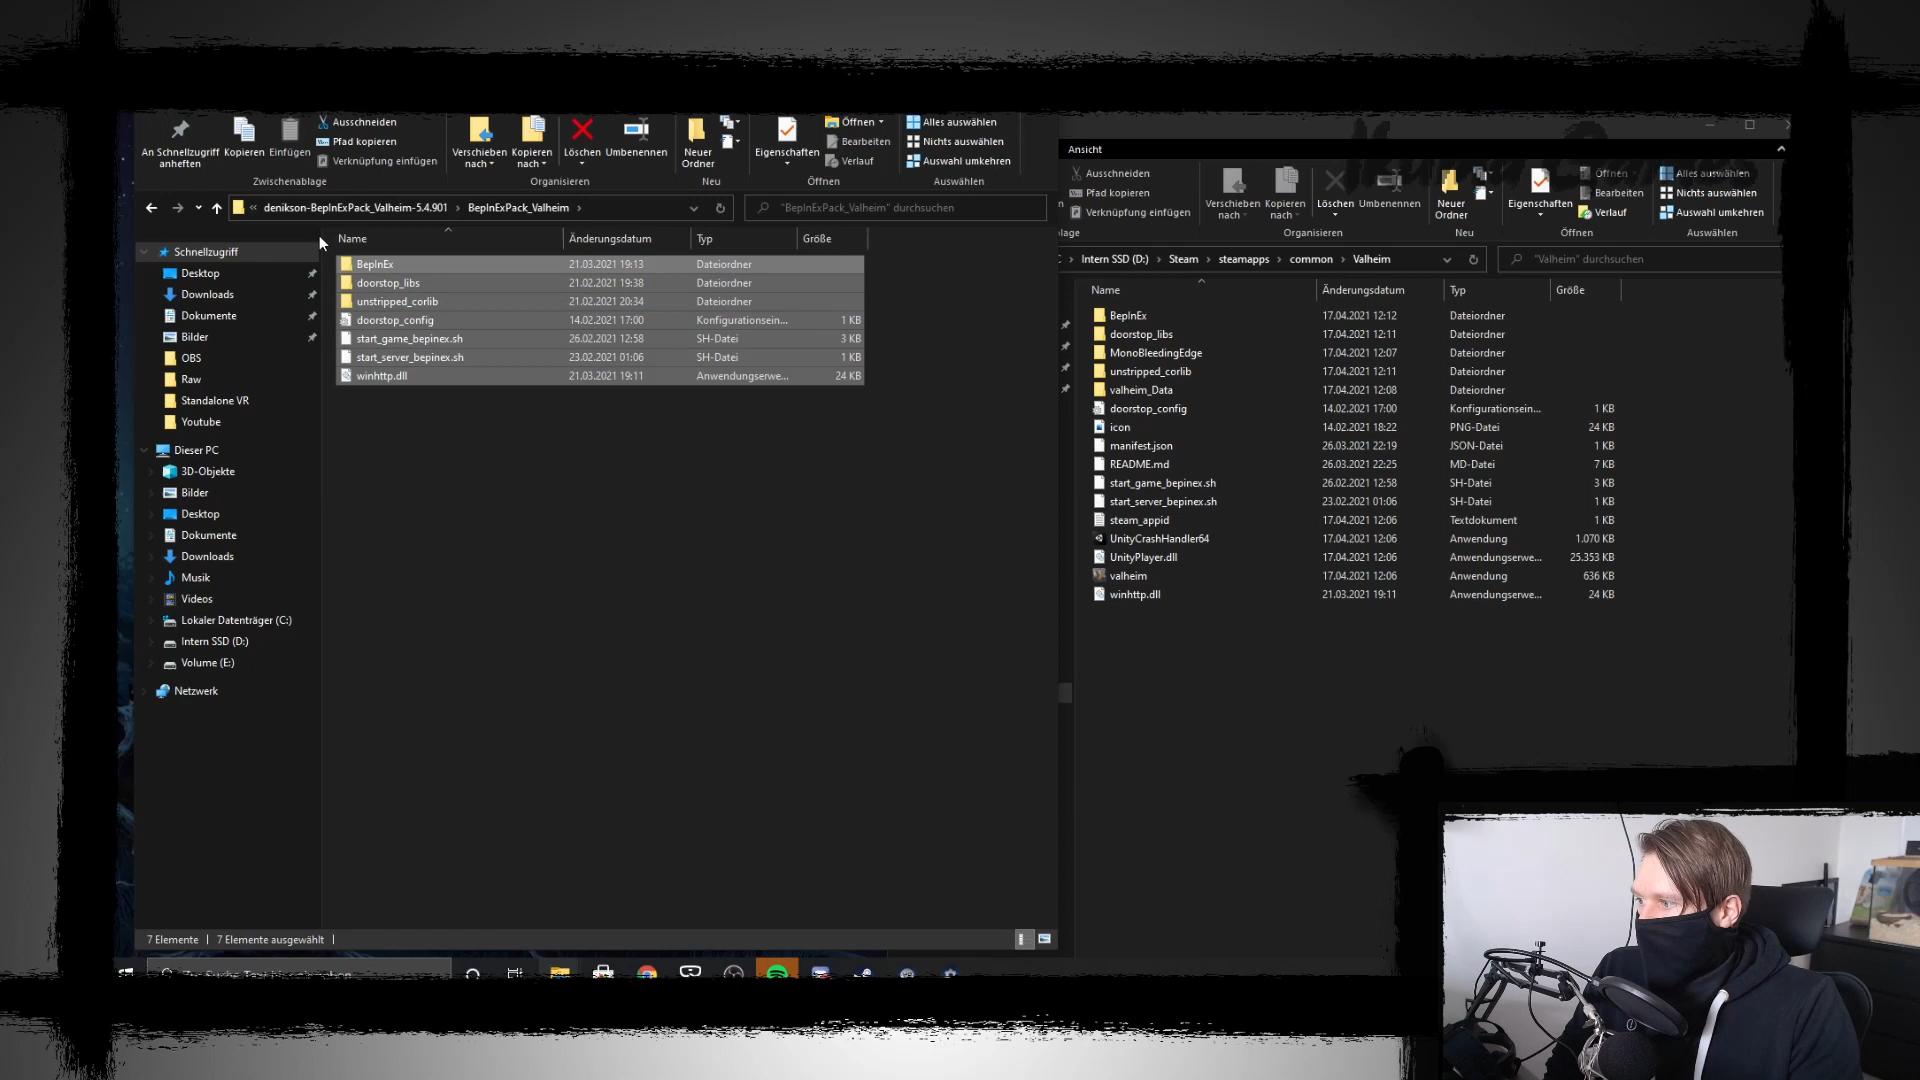 Ausschneiden
Pfad kopieren
Verknüpfung einfügen
An Schnellzugriff anheften
Kopieren
Einfügen
Zwischenablage
Verschieben nach
Kopieren nach
Löschen
Umbenennen
Organisieren
Neuer Ordner
Neu
Eigenschaften
Öffnen
Bearbeiten
Verlauf
Öffnen
Alles auswählen
Nichts auswählen
Auswahl umkehren
Auswählen
« denikson-BepInExPack_Valheim-5.4.901 › BepInExPack_Valheim ›
"BepInExPack_Valheim" durchsuchen
Schnellzugriff
Desktop
Downloads
Dokumente
Bilder
OBS
Raw
Standalone VR
Youtube
Dieser PC
3D-Objekte
Bilder
Desktop
Dokumente
Downloads
Musik
Videos
Lokaler Datenträger (C:)
Intern SSD (D:)
Volume (E:)
Netzwerk
Name Änderungsdatum Typ Größe
BepInEx 21.03.2021 19:13 Dateiordner
doorstop_libs 21.02.2021 19:38 Dateiordner
unstripped_corlib 21.02.2021 20:34 Dateiordner
doorstop_config 14.02.2021 17:00 Konfigurationsein... 1 KB
start_game_bepinex.sh 26.02.2021 12:58 SH-Datei 3 KB
start_server_bepinex.sh 23.02.2021 01:06 SH-Datei 1 KB
winhttp.dll 21.03.2021 19:11 Anwendungserwe... 24 KB
7 Elemente 7 Elemente ausgewählt
Ansicht
Ausschneiden
Pfad kopieren
Verknüpfung einfügen
lage
Verschieben nach
Kopieren nach
Löschen
Umbenennen
Organisieren
Neuer Ordner
Neu
Eigenschaften
Öffnen
Bearbeiten
Verlauf
Öffnen
Alles auswählen
Nichts auswählen
Auswahl umkehren
Auswählen
Intern SSD (D:) › Steam › steamapps › common › Valheim
"Valheim" durchsuchen
Name Änderungsdatum Typ Größe
BepInEx 17.04.2021 12:12 Dateiordner
doorstop_libs 17.04.2021 12:11 Dateiordner
MonoBleedingEdge 17.04.2021 12:07 Dateiordner
unstripped_corlib 17.04.2021 12:11 Dateiordner
valheim_Data 17.04.2021 12:08 Dateiordner
doorstop_config 14.02.2021 17:00 Konfigurationsein... 1 KB
icon 14.02.2021 18:22 PNG-Datei 24 KB
manifest.json 26.03.2021 22:19 JSON-Datei 1 KB
README.md 26.03.2021 22:25 MD-Datei 7 KB
start_game_bepinex.sh 26.02.2021 12:58 SH-Datei 3 KB
start_server_bepinex.sh 23.02.2021 01:06 SH-Datei 1 KB
steam_appid 17.04.2021 12:06 Textdokument 1 KB
UnityCrashHandler64 17.04.2021 12:06 Anwendung 1.070 KB
UnityPlayer.dll 17.04.2021 12:06 Anwendungserwe... 25.353 KB
valheim 17.04.2021 12:06 Anwendung 636 KB
winhttp.dll 21.03.2021 19:11 Anwendungserwe... 24 KB